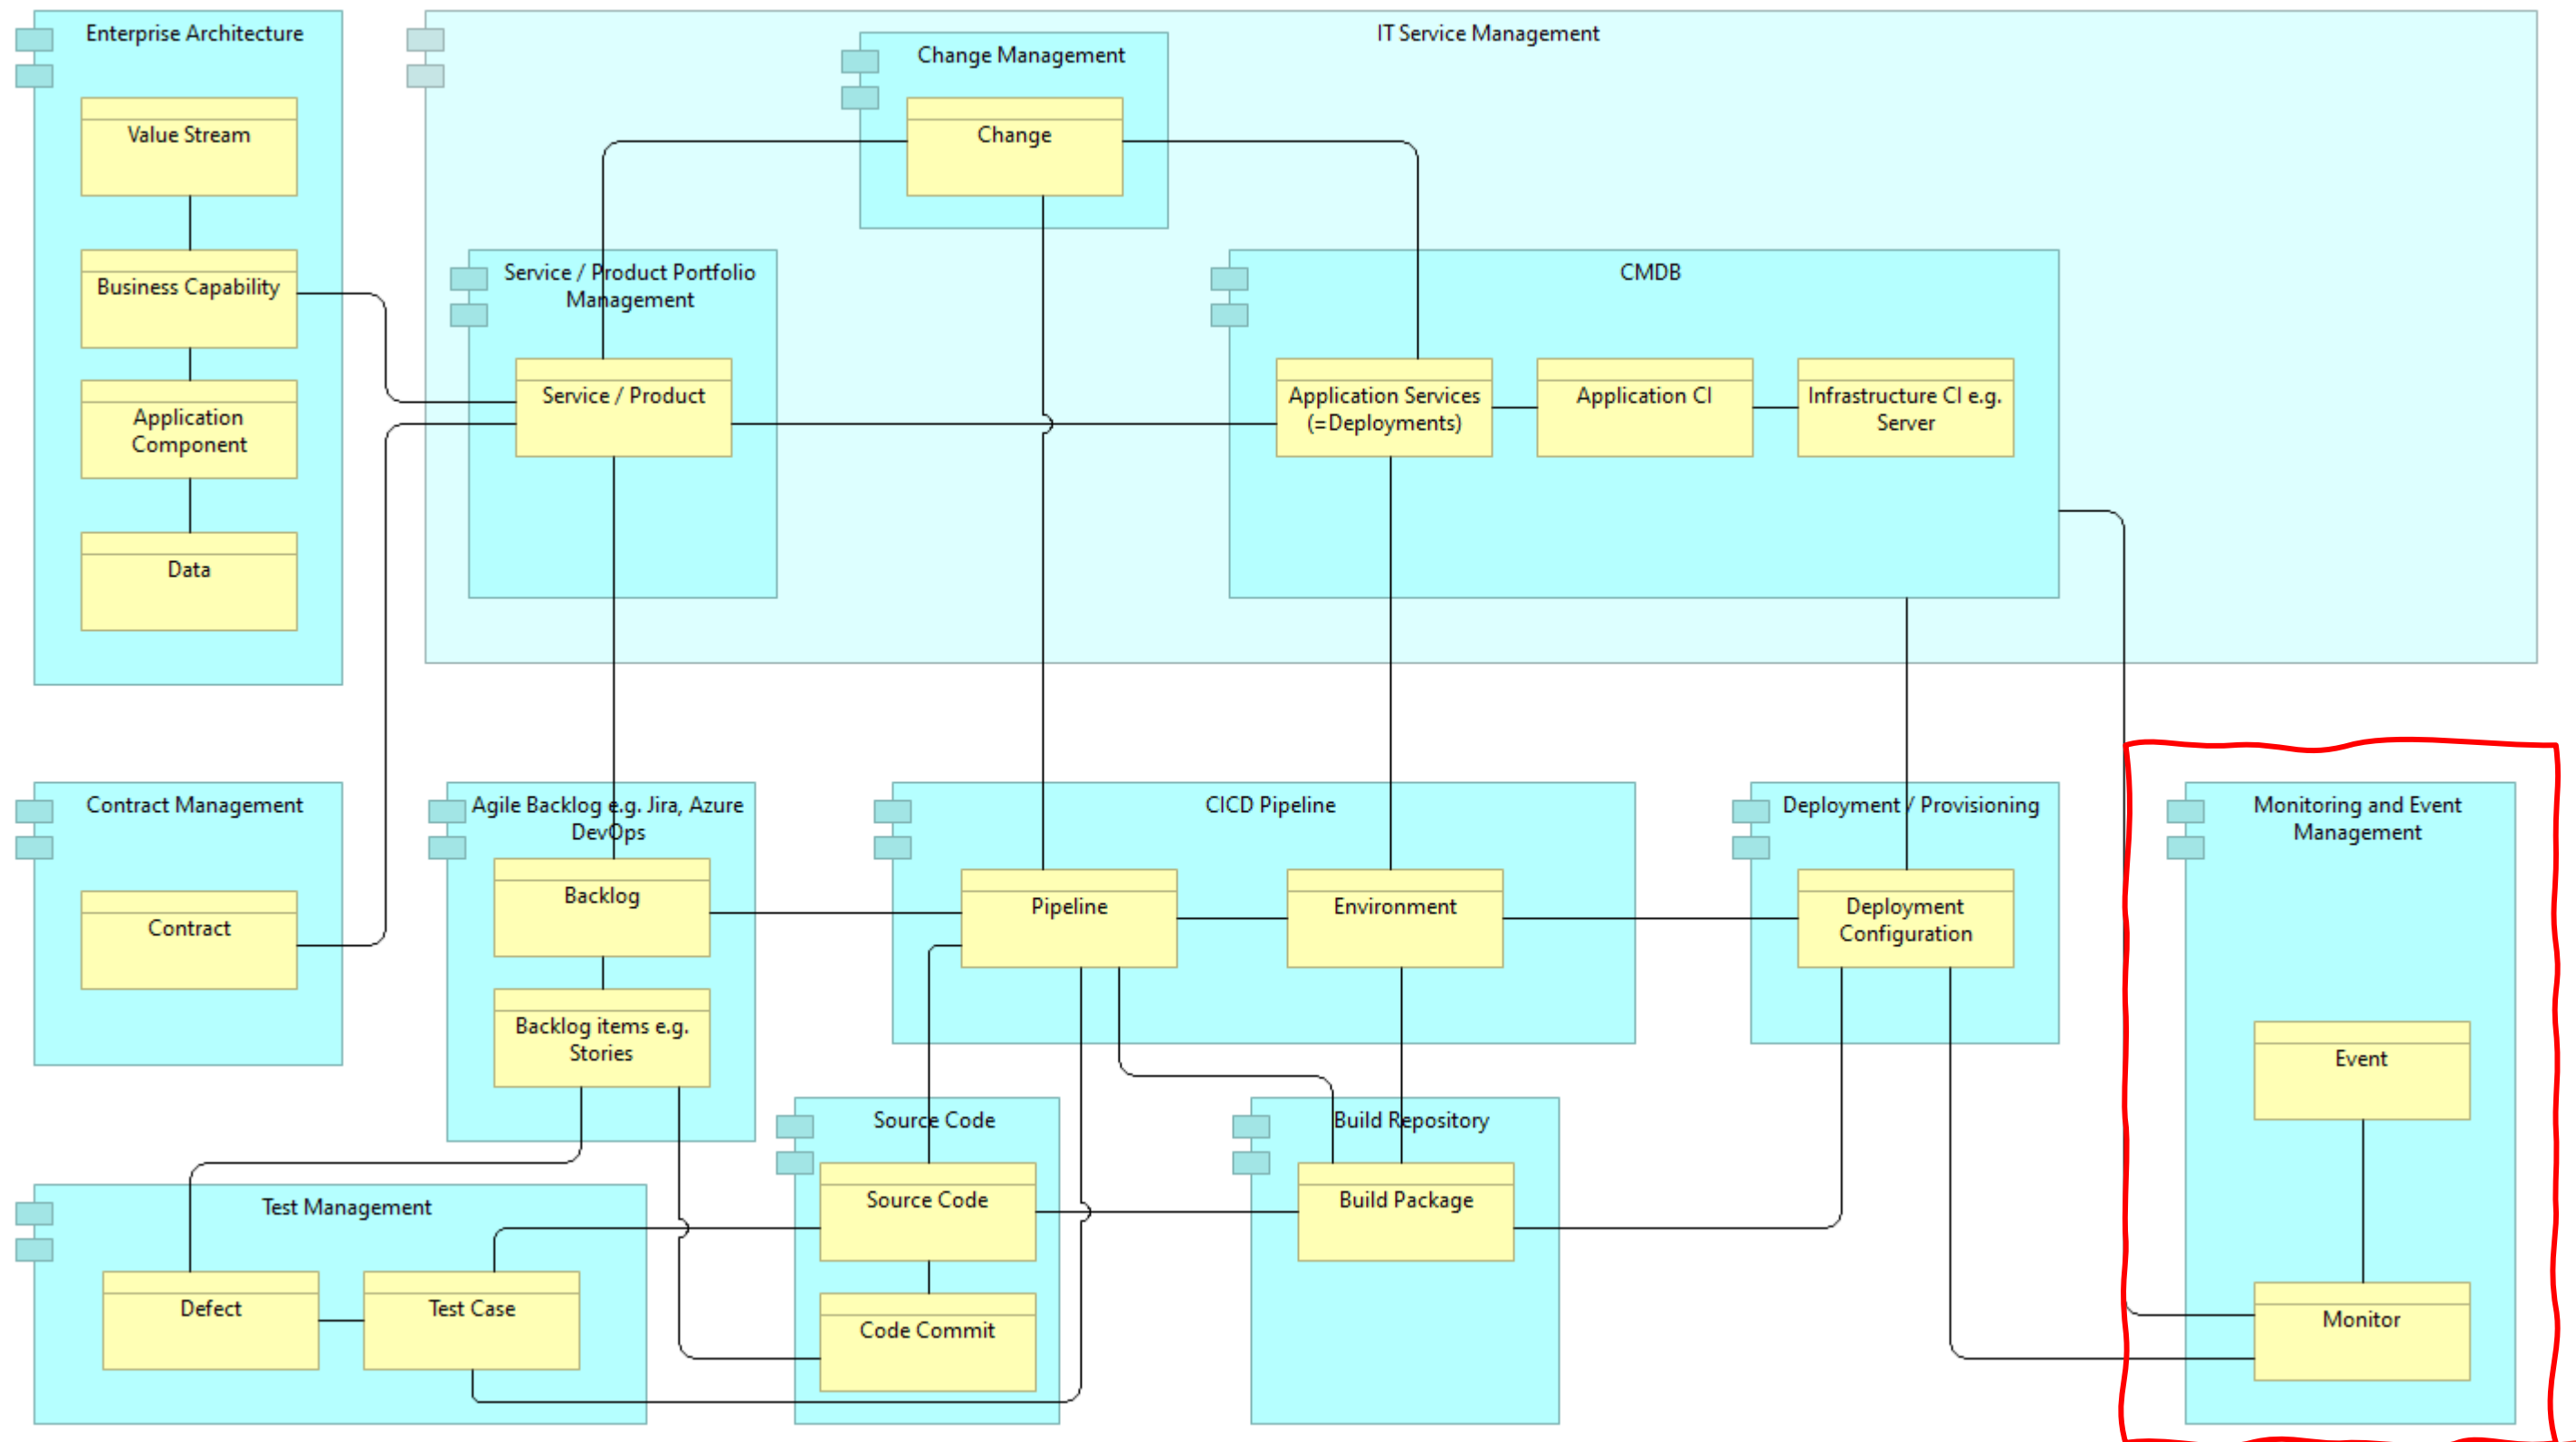 Enterprise Architecture
Value Stream
Business Capability
Application
Component
Data
IT Service Management
Change Management
Change
Service / Product Portfolio
Management
Service / Product
CMDB
Application Services
(=Deployments)
Application CI
Infrastructure CI e.g.
Server
Contract Management
Contract
Agile Backlog e.g. Jira, Azure
DevOps
Backlog
Backlog items e.g.
Stories
CICD Pipeline
Pipeline
Environment
Deployment / Provisioning
Deployment
Configuration
Monitoring and Event
Management
Event
Monitor
Test Management
Defect
Test Case
Source Code
Source Code
Code Commit
Build Repository
Build Package